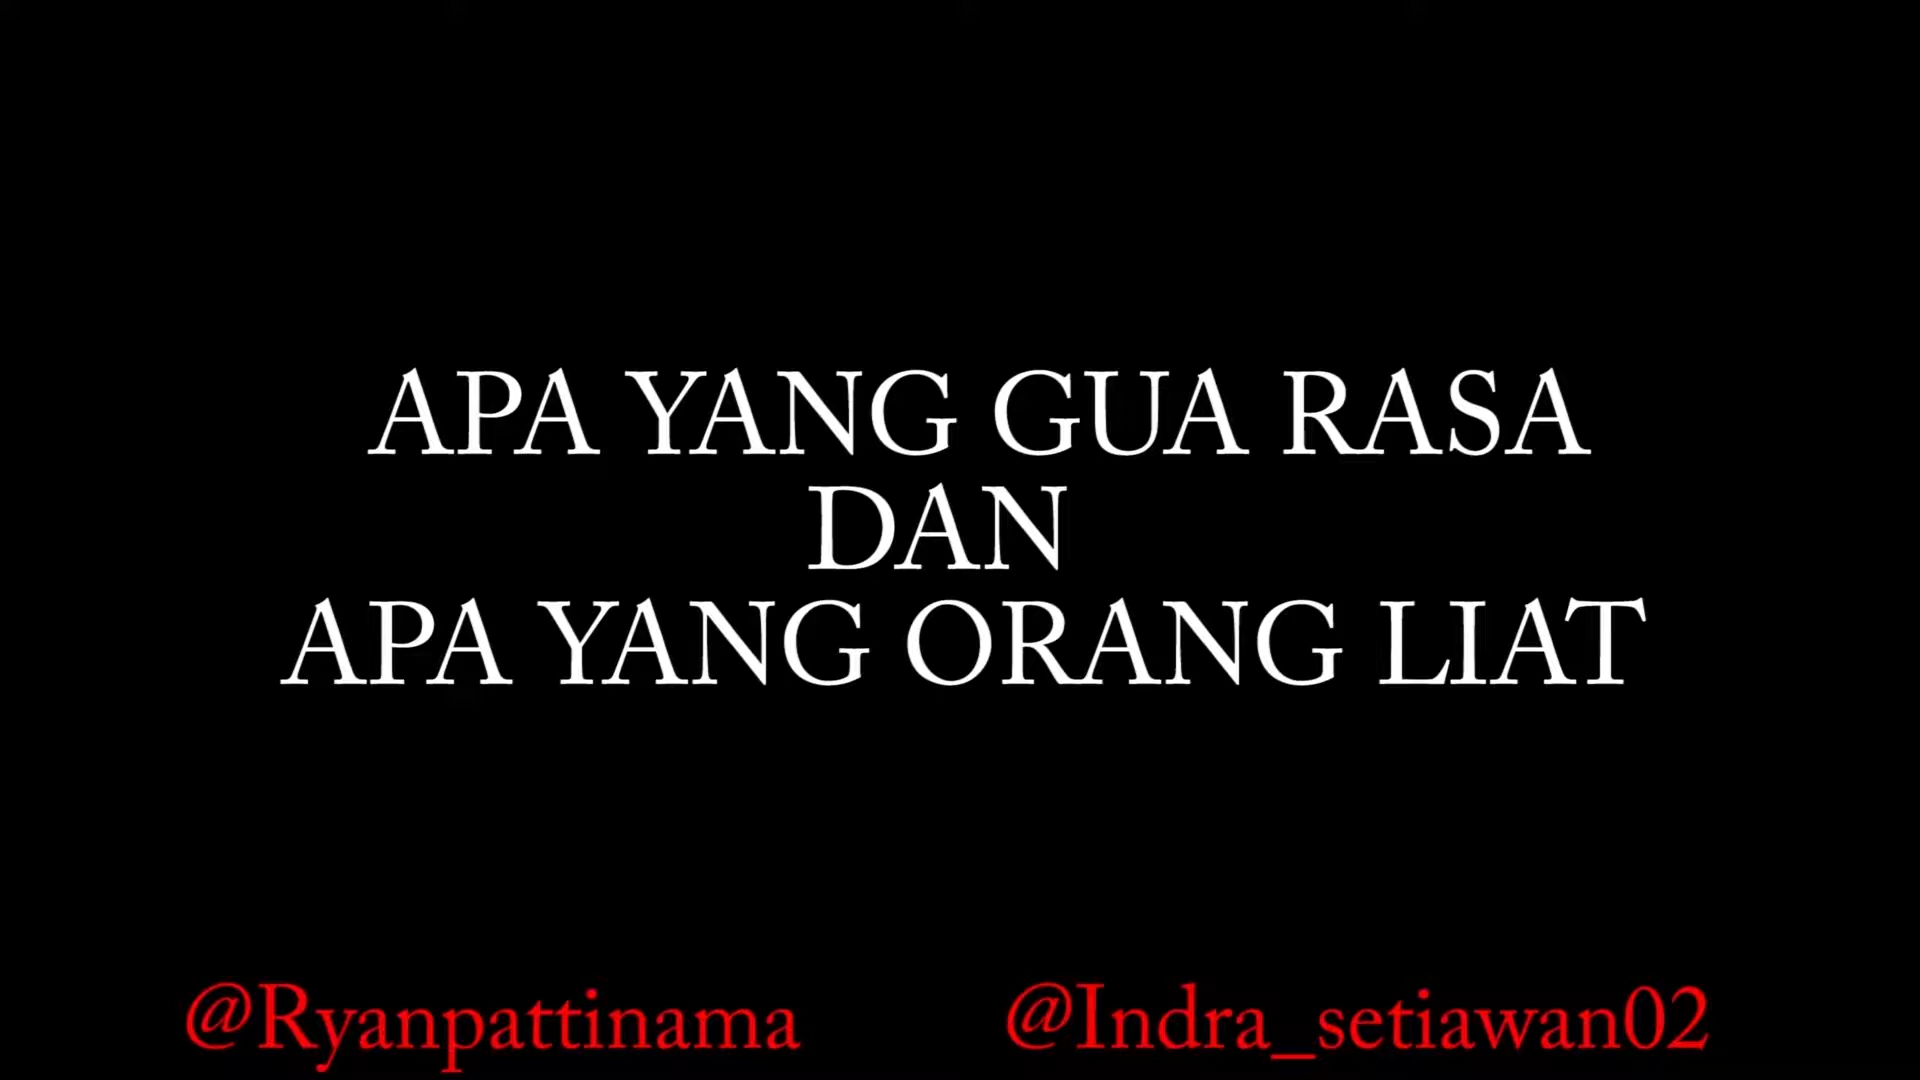 APA YANG GUA RASA
DAN
APA YANG ORANG LIAT
@Ryanpattinama @Indra_setiawan02